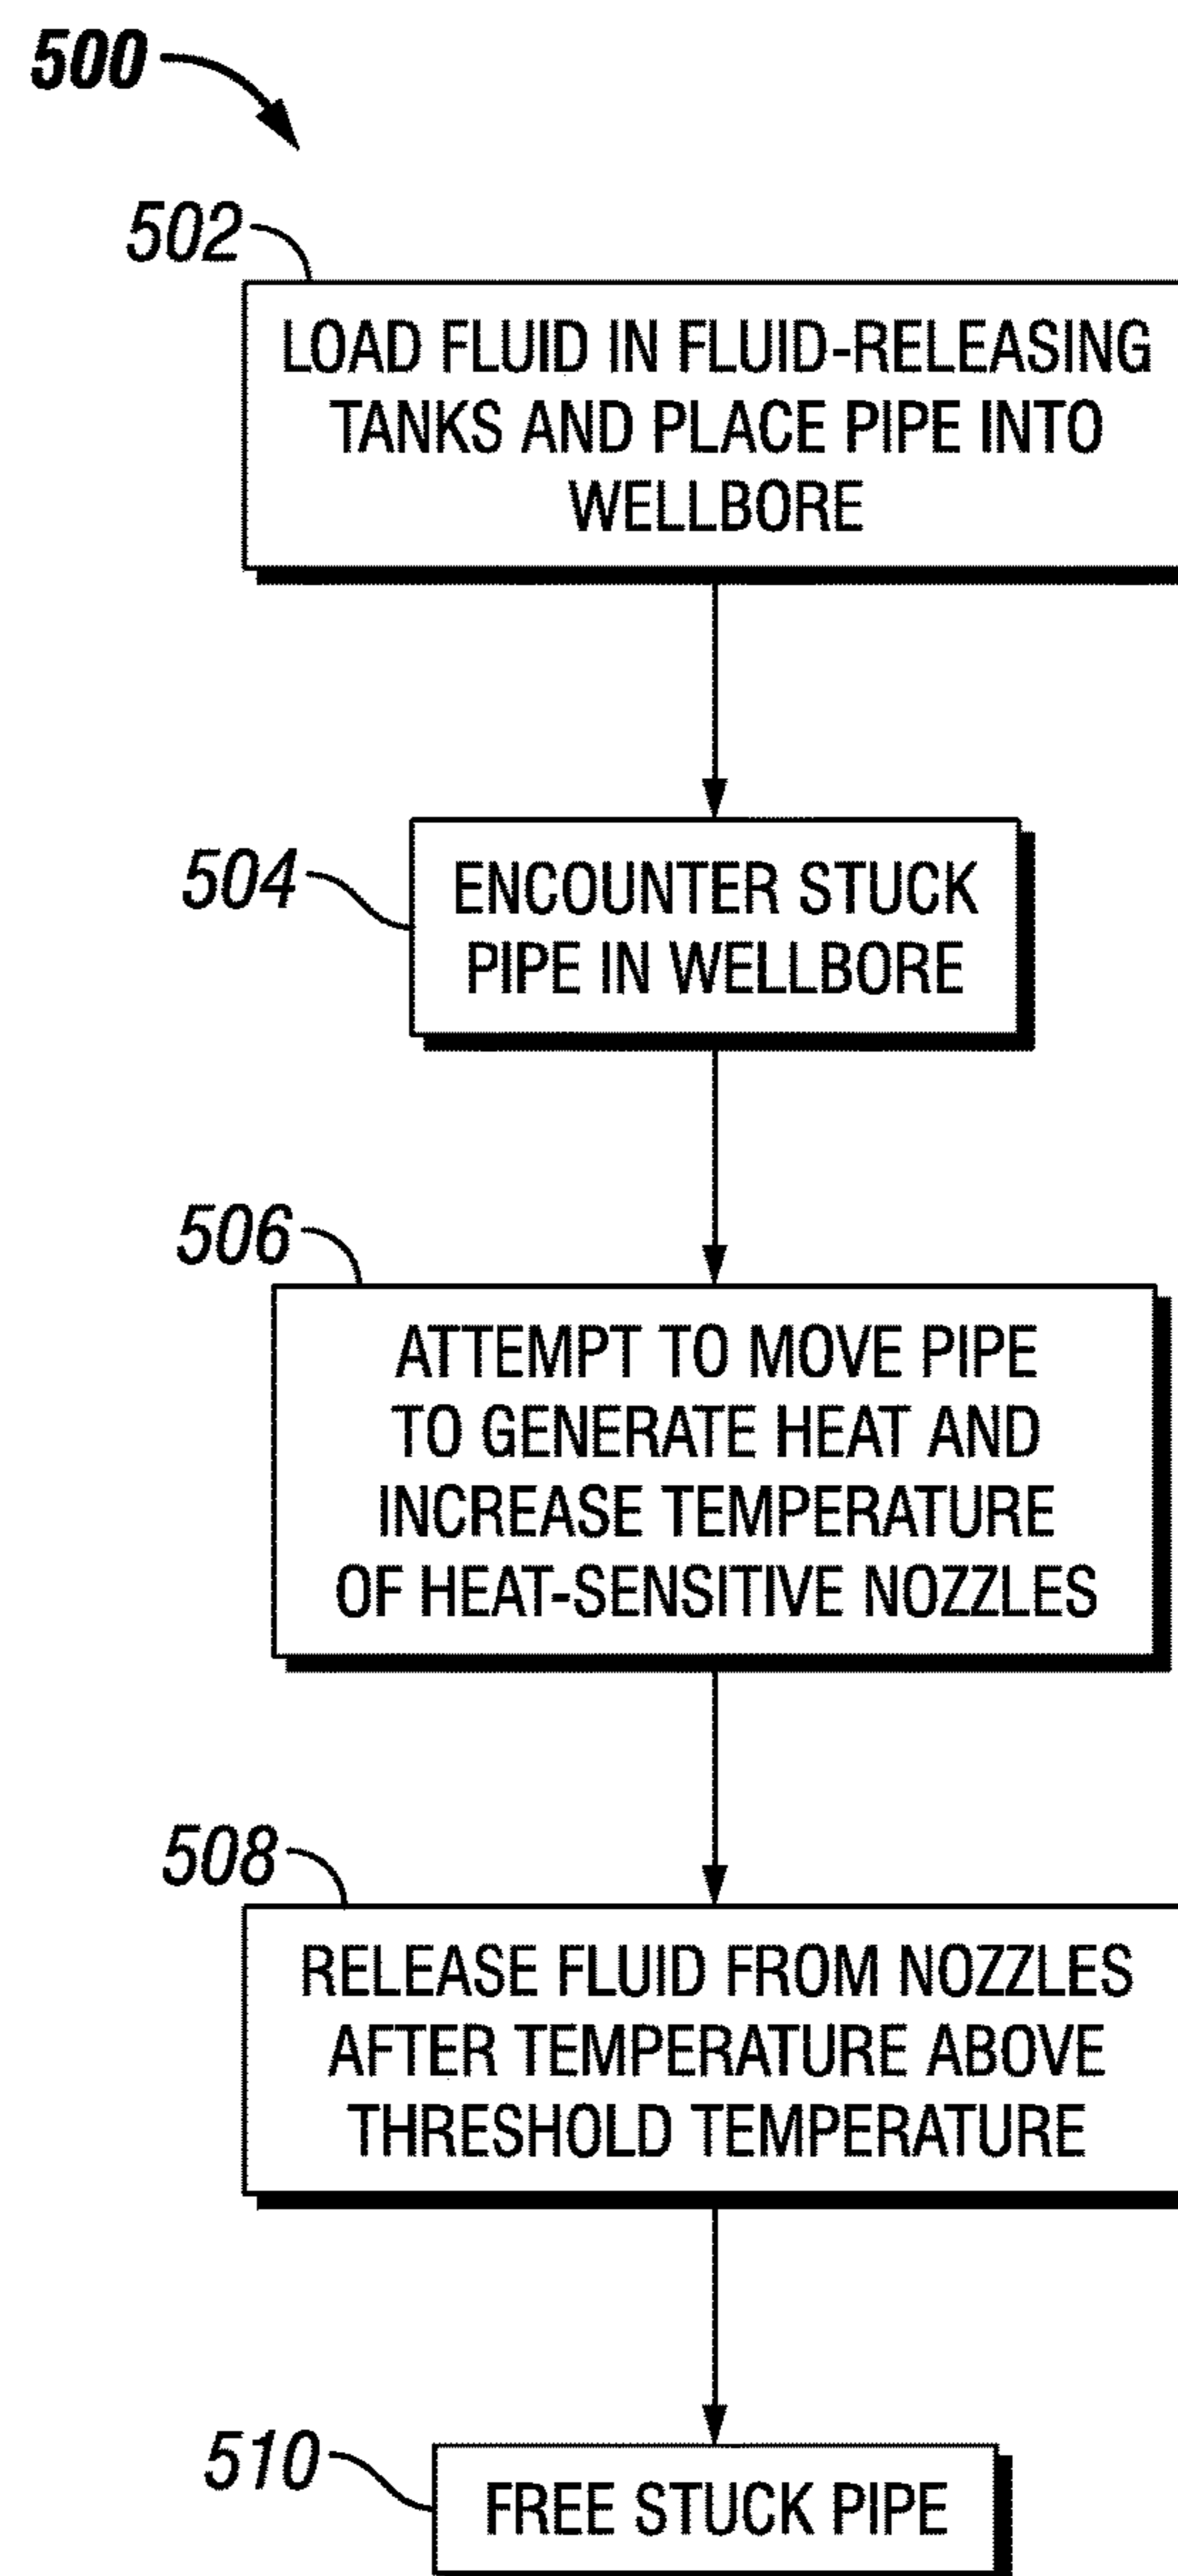 500
502
LOAD FLUID IN FLUID-RELEASING
TANKS AND PLACE PIPE INTO
WELLBORE
504
ENCOUNTER STUCK
PIPE IN WELLBORE
506
ATTEMPT TO MOVE PIPE
TO GENERATE HEAT AND
INCREASE TEMPERATURE
OF HEAT-SENSITIVE NOZZLES
508
RELEASE FLUID FROM NOZZLES
AFTER TEMPERATURE ABOVE
THRESHOLD TEMPERATURE
510
FREE STUCK PIPE